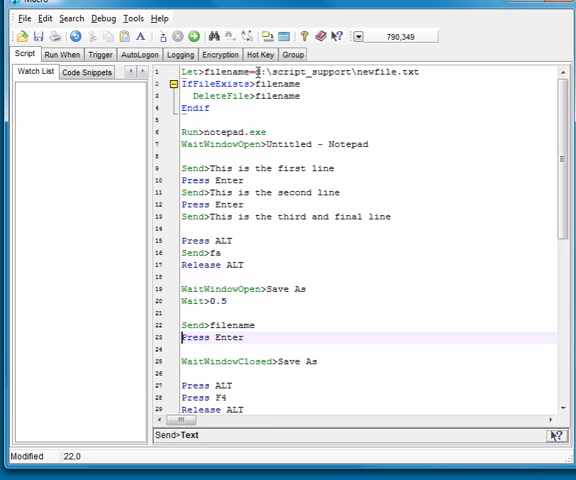 File Edit Search Debug Tools Help
790,349
Script Run When Trigger AutoLogon Logging Encryption Hot Key Group
Watch List Code Snippets
1 Let>filename=d:\script_support\newfile.txt
2 IfFileExists>filename
3 DeleteFile>filename
4 Endif
5
6 Run>notepad.exe
7 WaitWindowOpen>Untitled - Notepad
8
9 Send>This is the first line
10 Press Enter
11 Send>This is the second line
12 Press Enter
13 Send>This is the third and final line
14
15 Press ALT
16 Send>fa
17 Release ALT
18
19 WaitWindowOpen>Save As
20 Wait>0.5
21
22 Send>filename
23 Press Enter
24
25 WaitWindowClosed>Save As
26
27 Press ALT
28 Press F4
29 Release ALT
Send>Text
Modified 22,0